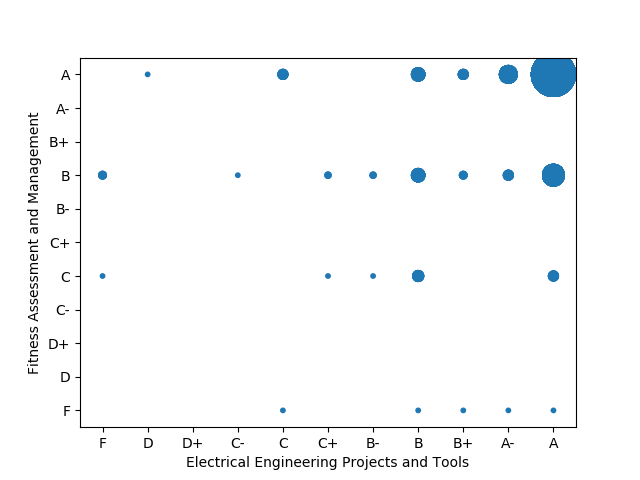 Fitness Assessment and Management
A
A-
B+
B
B-
C+
C
C-
D+
D
F
F D D+ C- C C+ B- B B+ A- A
Electrical Engineering Projects and Tools